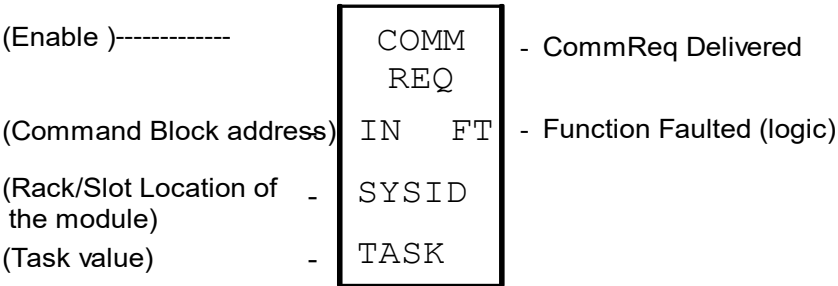 (Enable )------------- COMM - CommReq Delivered
REQ
(Command Block address)- IN FT - Function Faulted (logic)
(Rack/Slot Location of - SYSID
the module)
(Task value) - TASK